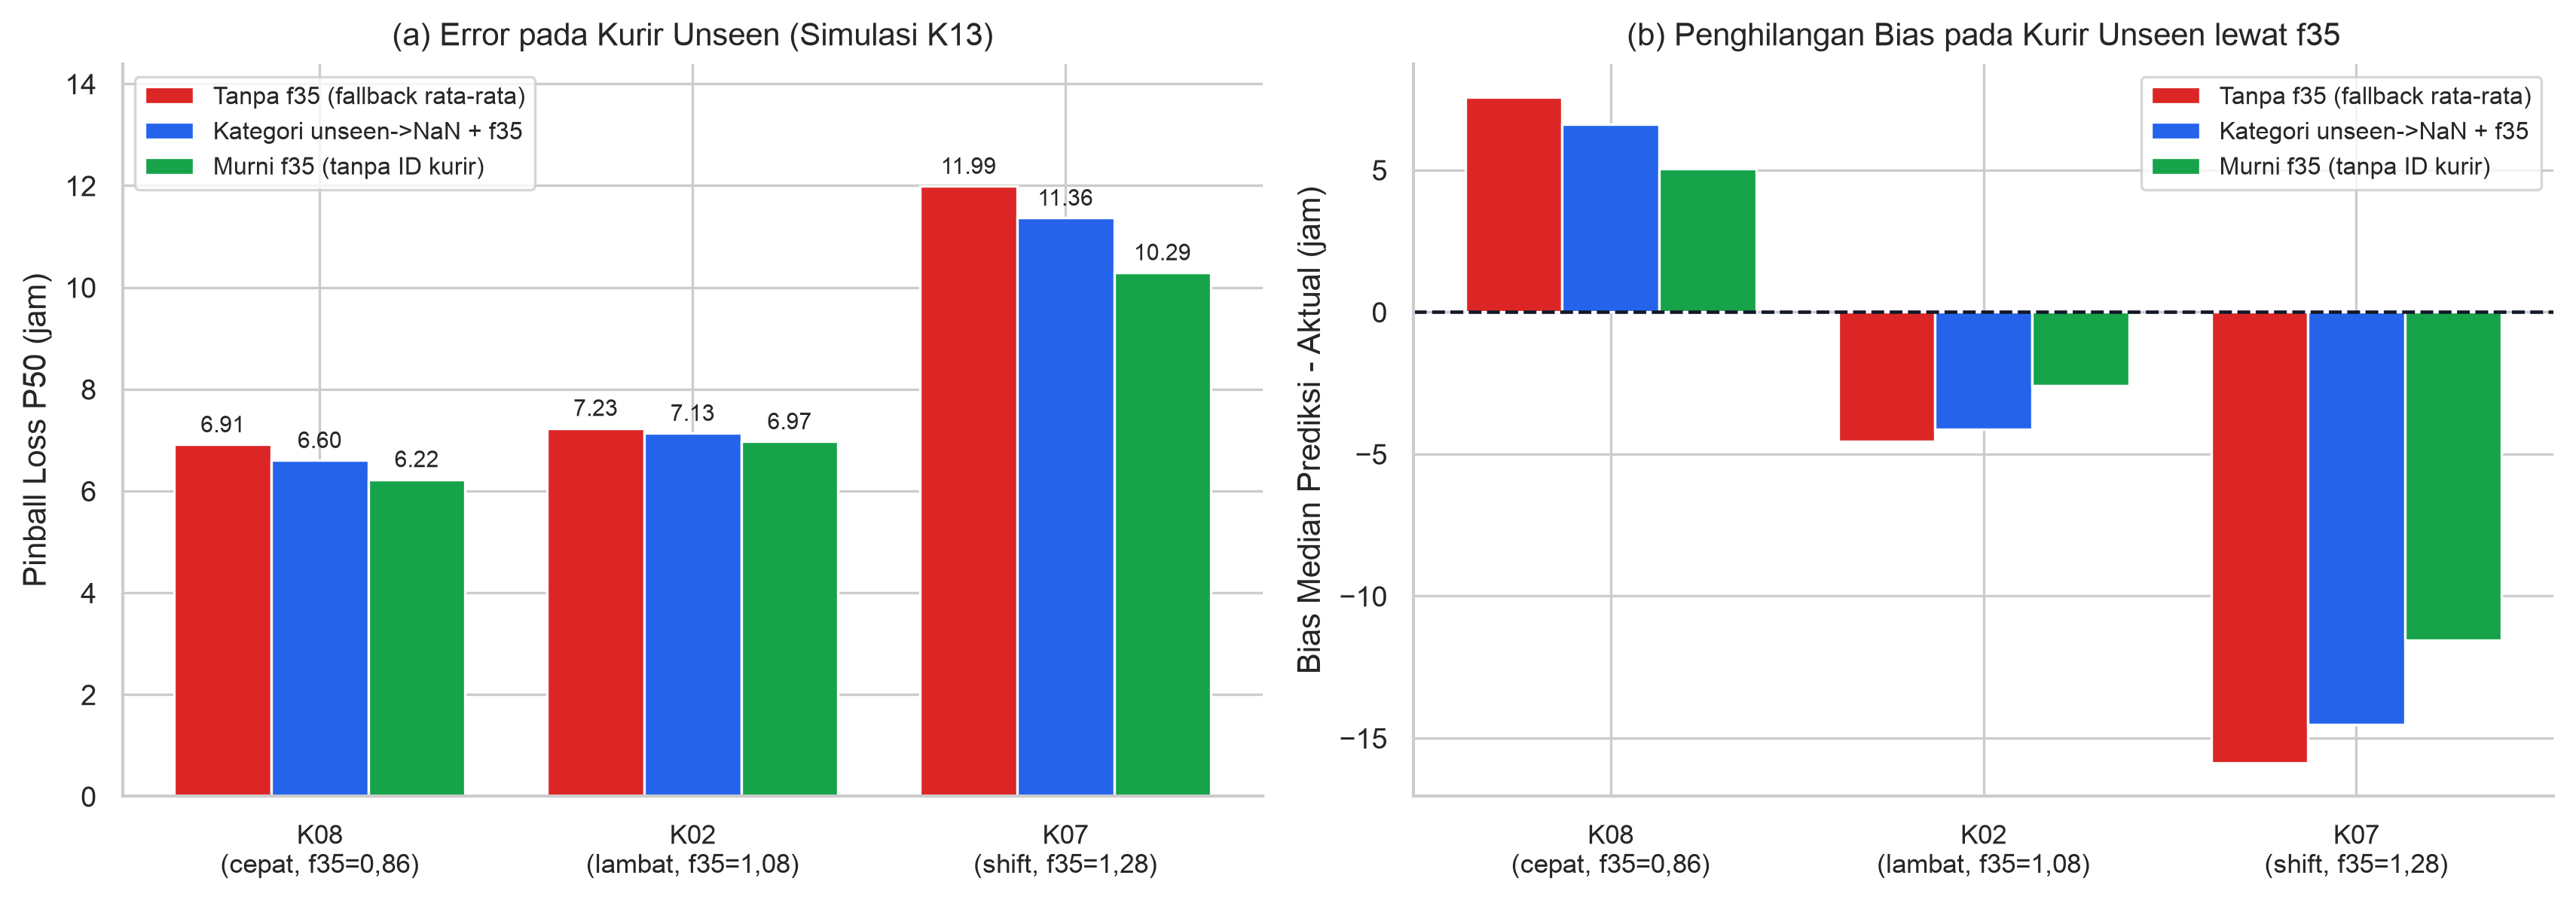 (a) Error pada Kurir Unseen (Simulasi K13)
Pinball Loss P50 (jam)
14
12
10
8
6
4
2
0
Tanpa f35 (fallback rata-rata)
Kategori unseen->NaN + f35
Murni f35 (tanpa ID kurir)
6.91
6.60
6.22
7.23
7.13
6.97
11.99
11.36
10.29
K08
(cepat, f35=0,86)
K02
(lambat, f35=1,08)
K07
(shift, f35=1,28)
(b) Penghilangan Bias pada Kurir Unseen lewat f35
Bias Median Prediksi - Aktual (jam)
5
0
−5
−10
−15
Tanpa f35 (fallback rata-rata)
Kategori unseen->NaN + f35
Murni f35 (tanpa ID kurir)
K08
(cepat, f35=0,86)
K02
(lambat, f35=1,08)
K07
(shift, f35=1,28)